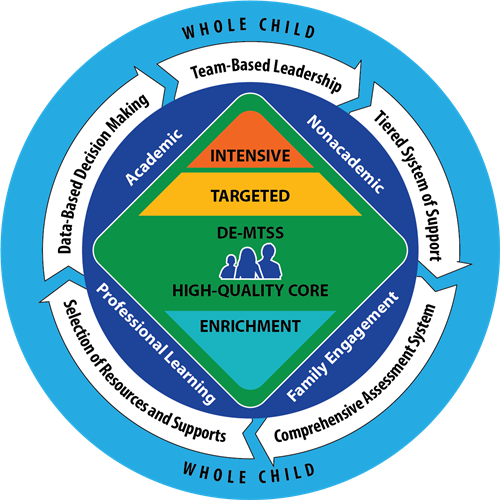 WHOLE CHILD
Team-Based Leadership
Tiered System of Support
Comprehensive Assessment System
Selection of Resources and Supports
Data-Based Decision Making
Academic
Nonacademic
INTENSIVE
TARGETED
DE-MTSS
HIGH-QUALITY CORE
ENRICHMENT
Professional Learning
Family Engagement
WHOLE CHILD